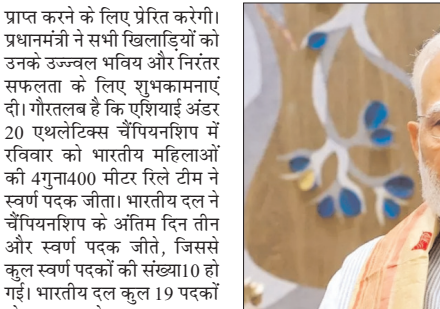 प्राप्त करने के लिए प्रेरित करेगी।
प्रधानमंत्री ने सभी खिलाड़ियों को
उनके उज्ज्वल भविय और निरंतर
सफलता के लिए शुभकामनाएं
दी। गौरतलब है कि एशियाई अंडर
20 एथलेटिक्स चैंपियनशिप में
रविवार को भारतीय महिलाओं
की 4गुना400 मीटर रिले टीम ने
स्वर्ण पदक जीता। भारतीय दल ने
चैंपियनशिप के अंतिम दिन तीन
और स्वर्ण पदक जीते, जिससे
कुल स्वर्ण पदकों की संख्या10 हो
गई। भारतीय दल कुल 19 पदकों